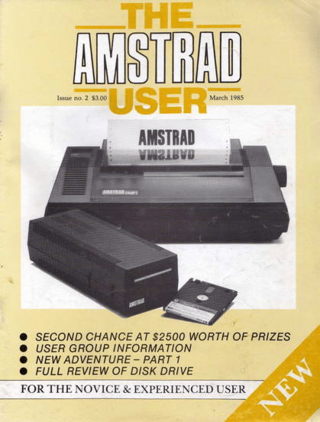 THE
AMSTRAD
USER
Issue no. 2 $3.00
March 1985
AMSTRAD
AMSTRAD
AMSTRAD
● SECOND CHANCE AT $2500 WORTH OF PRIZES
● USER GROUP INFORMATION
● NEW ADVENTURE – PART 1
● FULL REVIEW OF DISK DRIVE
FOR THE NOVICE & EXPERIENCED USER
NEW